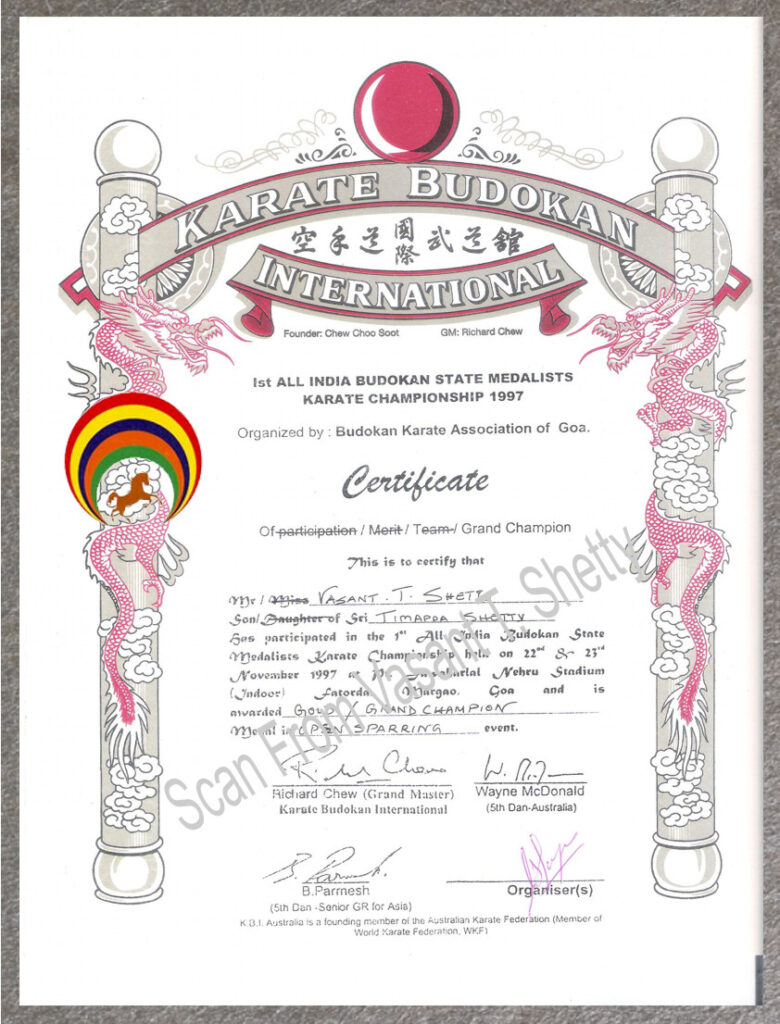 KARATE BUDOKAN
空手道國際武道館
INTERNATIONAL
Founder: Chew Choo Soot GM: Richard Chew
Ist ALL INDIA BUDOKAN STATE MEDALISTS
KARATE CHAMPIONSHIP 1997
Organized by : Budokan Karate Association of Goa.
Certificate
Of participation / Merit / Team / Grand Champion
This is to certify that
Mr / Miss VASANT. T. SHETY
Son/ Daughter of Sri TIMAPPA SHETTY
Has participated in the 1st All India Budokan State
Medalists Karate Championship held on 22nd & 23rd
November 1997 at Pt. Jawaharlal Nehru Stadium
(Indoor) Fatorda, Margao. Goa and is
awarded GOLD / GRAND CHAMPION
Medal in OPEN SPARRING event.
Richard Chew (Grand Master) Wayne McDonald
Karate Budokan International (5th Dan-Australia)
B.Parmesh Organiser(s)
(5th Dan -Senior GR for Asia)
K.B.I. Australia is a founding member of the Australian Karate Federation (Member of
World Karate Federation, WKF)
Scan From Vasant T. Shetty